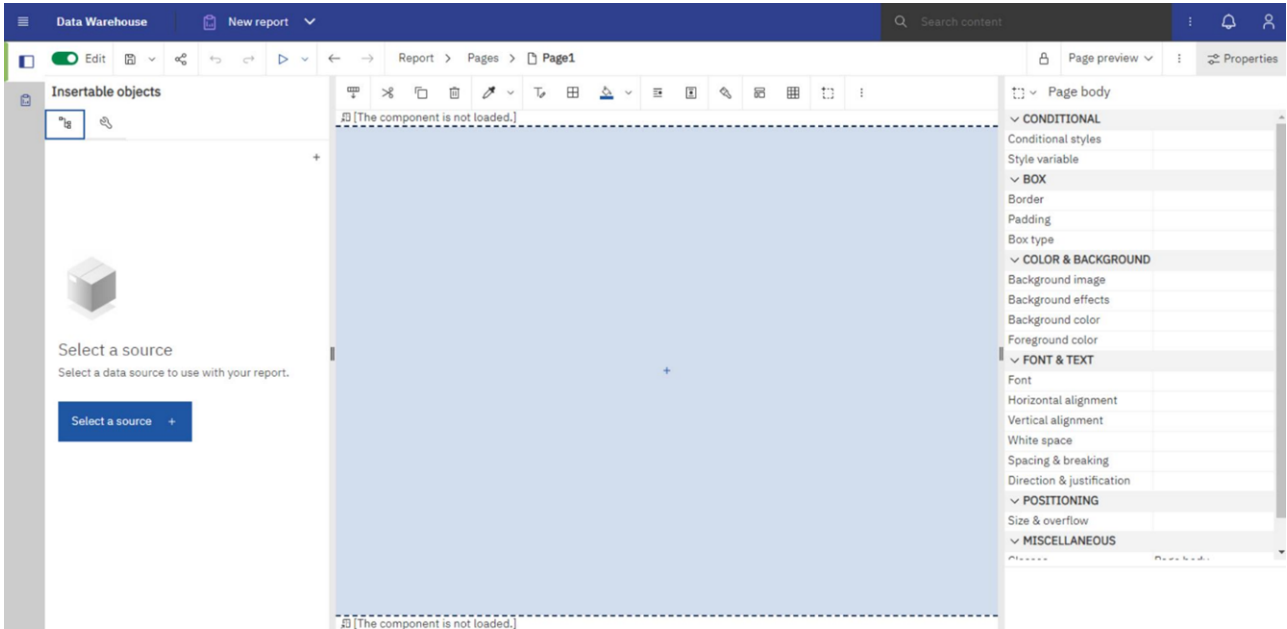 Data Warehouse
New report
Search content
Edit
Report > Pages > Page1
Page preview
Properties
Insertable objects
Page body
[The component is not loaded.]
CONDITIONAL
Conditional styles
Style variable
BOX
Border
Padding
Box type
COLOR & BACKGROUND
Background image
Background effects
Background color
Foreground color
Select a source
Select a data source to use with your report.
Select a source +
FONT & TEXT
Font
Horizontal alignment
Vertical alignment
White space
Spacing & breaking
Direction & justification
POSITIONING
Size & overflow
MISCELLANEOUS
[The component is not loaded.]